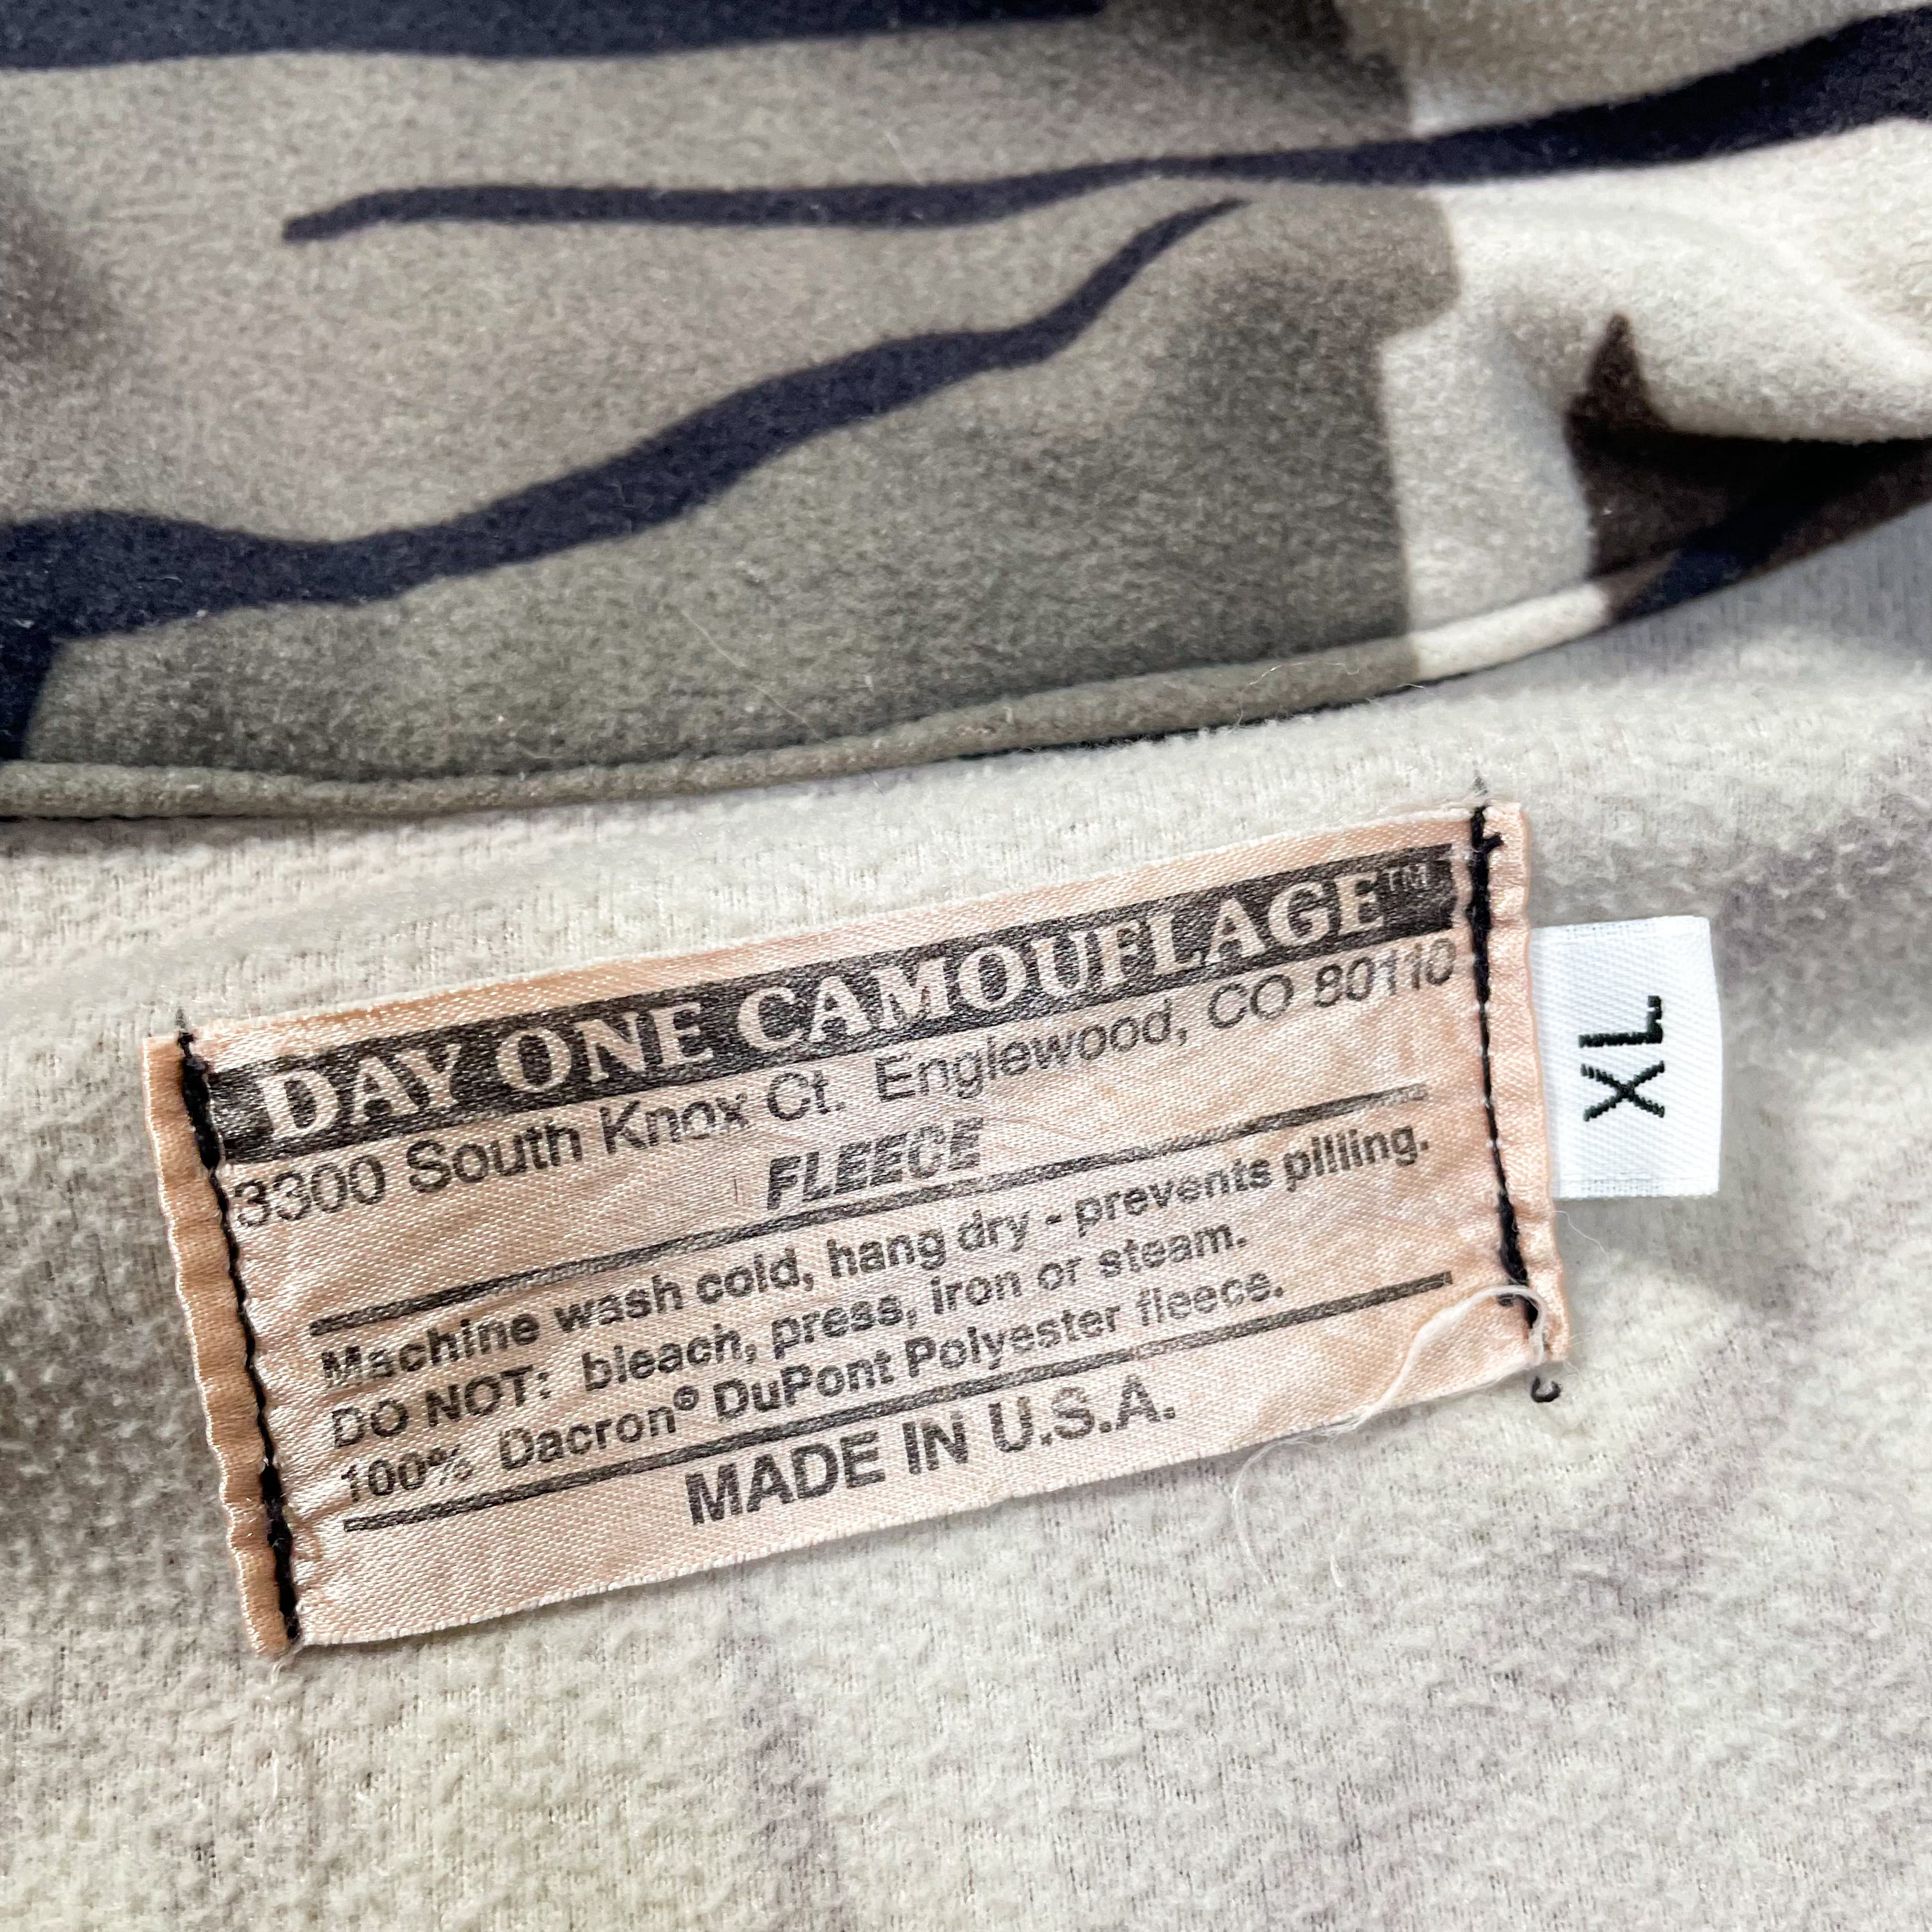 DAY ONE CAMOUFLAGE™
3300 South Knox Ct. Englewood, CO 80110
FLEECE
Machine wash cold, hang dry - prevents pilling.
DO NOT: bleach, press, iron or steam.
100% Dacron® DuPont Polyester fleece.
MADE IN U.S.A.
XL